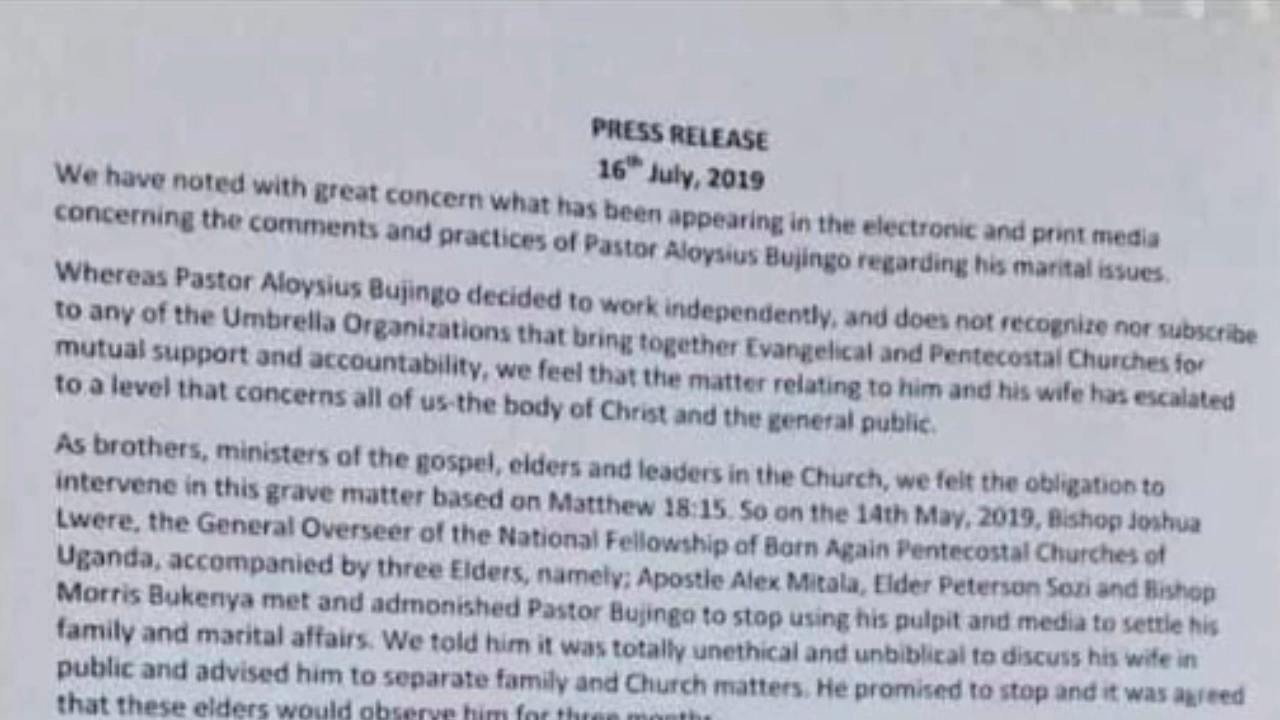 PRESS RELEASE
16th July, 2019
We have noted with great concern what has been appearing in the electronic and print media
concerning the comments and practices of Pastor Aloysius Bujingo regarding his marital issues.
Whereas Pastor Aloysius Bujingo decided to work independently, and does not recognize nor subscribe
to any of the Umbrella Organizations that bring together Evangelical and Pentecostal Churches for
mutual support and accountability, we feel that the matter relating to him and his wife has escalated
to a level that concerns all of us-the body of Christ and the general public.
As brothers, ministers of the gospel, elders and leaders in the Church, we felt the obligation to
intervene in this grave matter based on Matthew 18:15. So on the 14th May, 2019, Bishop Joshua
Lwere, the General Overseer of the National Fellowship of Born Again Pentecostal Churches of
Uganda, accompanied by three Elders, namely; Apostle Alex Mitala, Elder Peterson Sozi and Bishop
Morris Bukenya met and admonished Pastor Bujingo to stop using his pulpit and media to settle his
family and marital affairs. We told him it was totally unethical and unbiblical to discuss his wife in
public and advised him to separate family and Church matters. He promised to stop and it was agreed
that these elders would observe him for three months